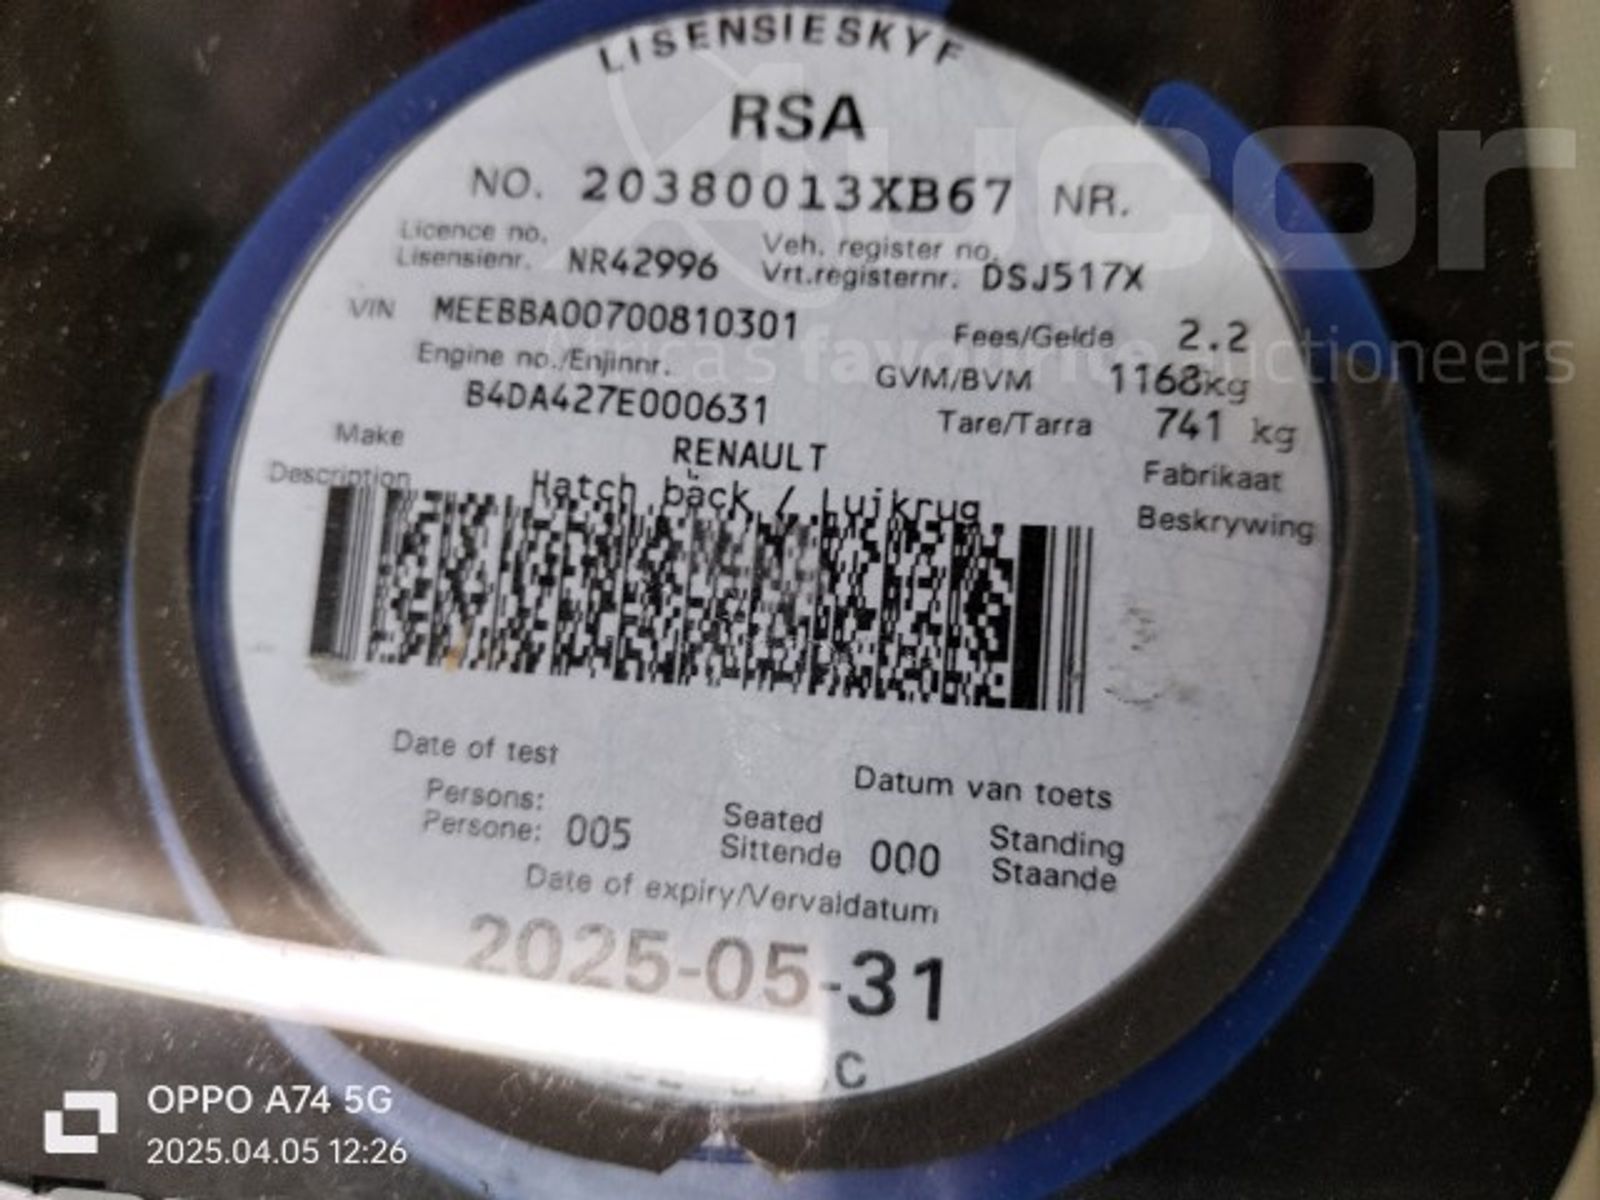 LISENSIESKYF
RSA
NO. 20380013XB67 NR.
Licence no.
Lisensienr. NR42996
Veh. register no.
Vrt.registernr. DSJ517X
VIN MEEBBA00700810301
Fees/Gelde 2.2
Engine no./Enjinnr.
B4DA427E000631
GVM/BVM 1168kg
Tare/Tarra 741 kg
Make RENAULT Fabrikaat
Description Hatch back / Luikrug Beskrywing
Date of test Datum van toets
Persons:
Persone: 005
Seated
Sittende 000
Standing
Staande
Date of expiry/Vervaldatum
2025-05-31
C
Aucor
Africa's favourite auctioneers
OPPO A74 5G
2025.04.05 12:26